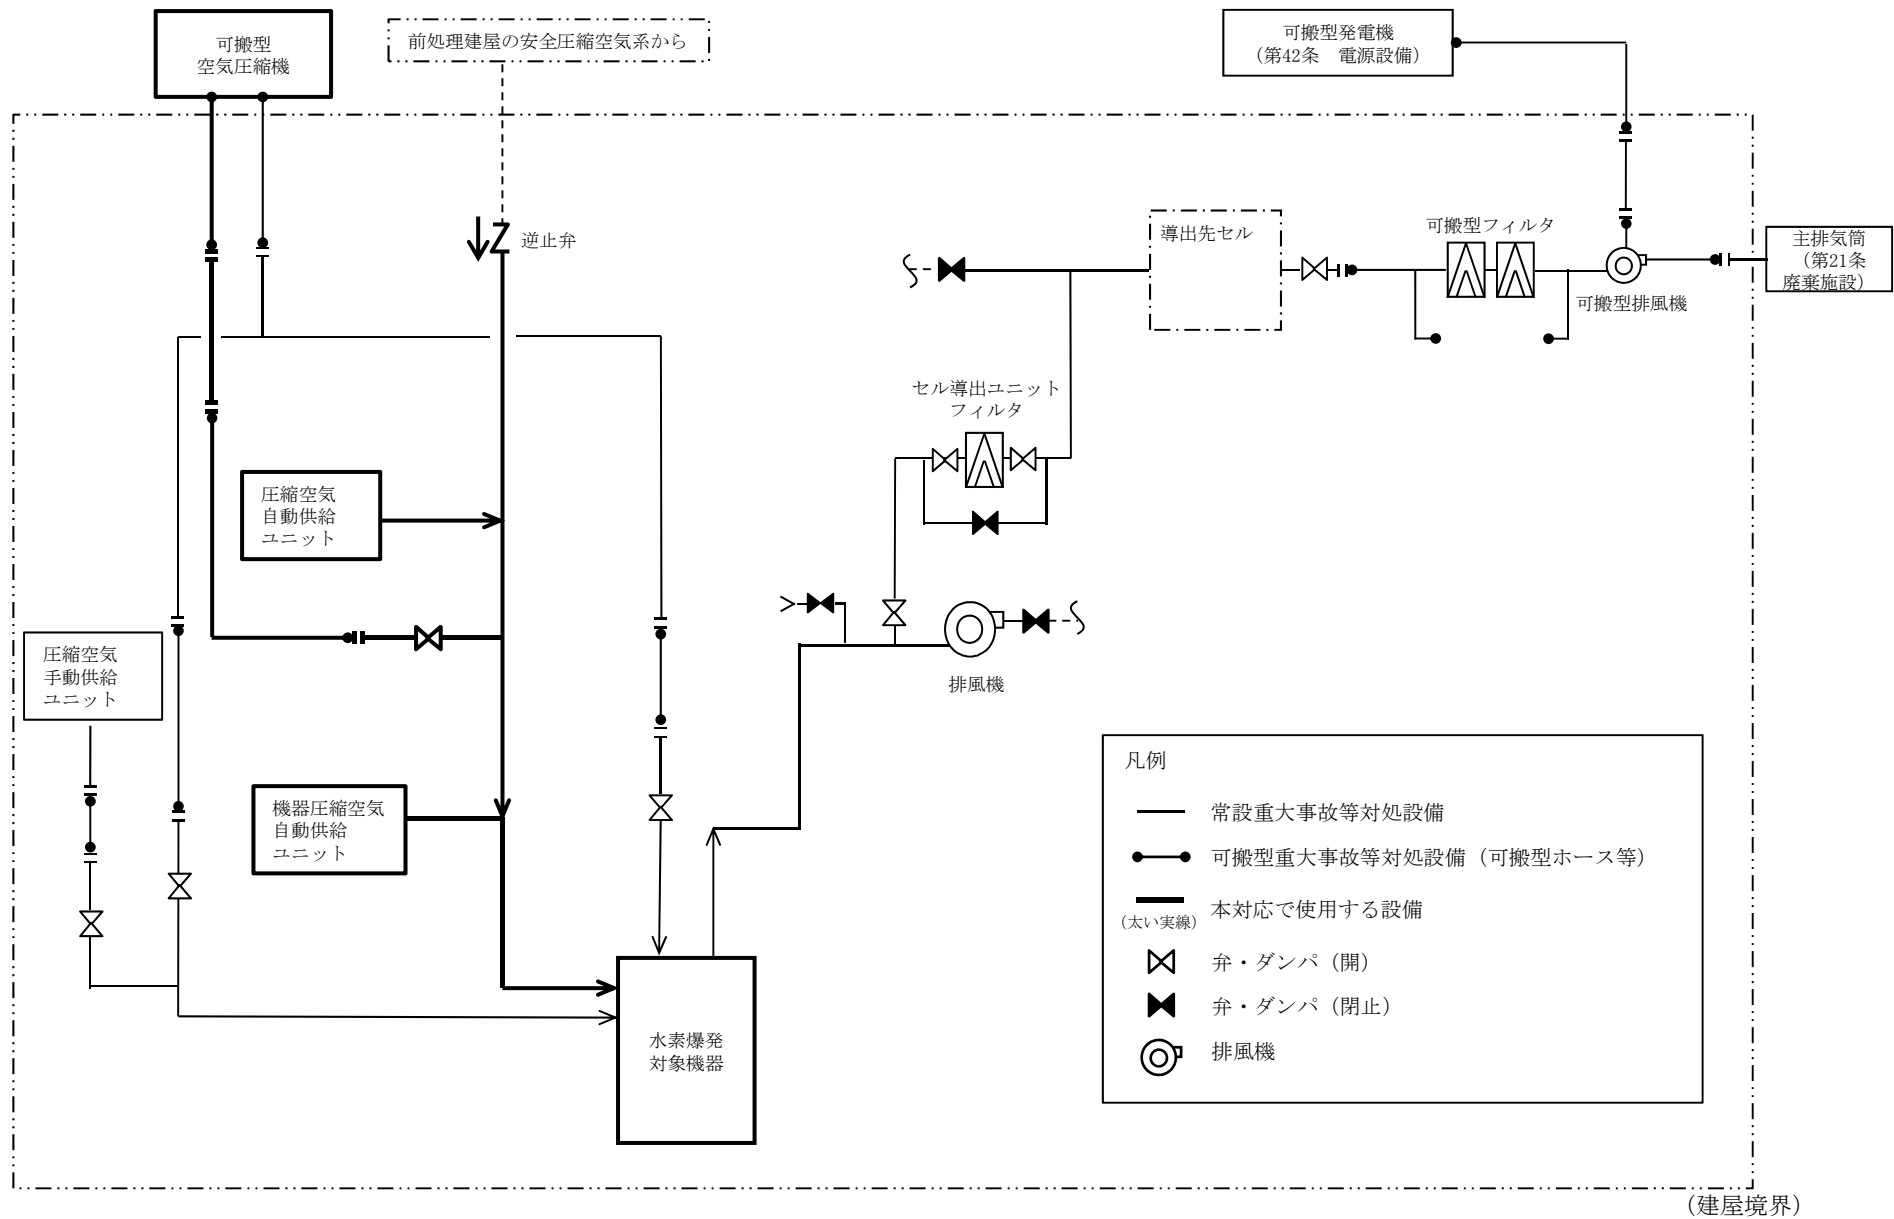 可搬型
空気圧縮機
前処理建屋の安全圧縮空気系から
可搬型発電機
（第42条　電源設備）
逆止弁
導出先セル
可搬型フィルタ
主排気筒
（第21条
廃棄施設）
可搬型排風機
セル導出ユニット
フィルタ
圧縮空気
自動供給
ユニット
圧縮空気
手動供給
ユニット
排風機
機器圧縮空気
自動供給
ユニット
水素爆発
対象機器
凡例
常設重大事故等対処設備
可搬型重大事故等対処設備（可搬型ホース等）
（太い実線）
本対応で使用する設備
弁・ダンパ（開）
弁・ダンパ（閉止）
排風機
（建屋境界）